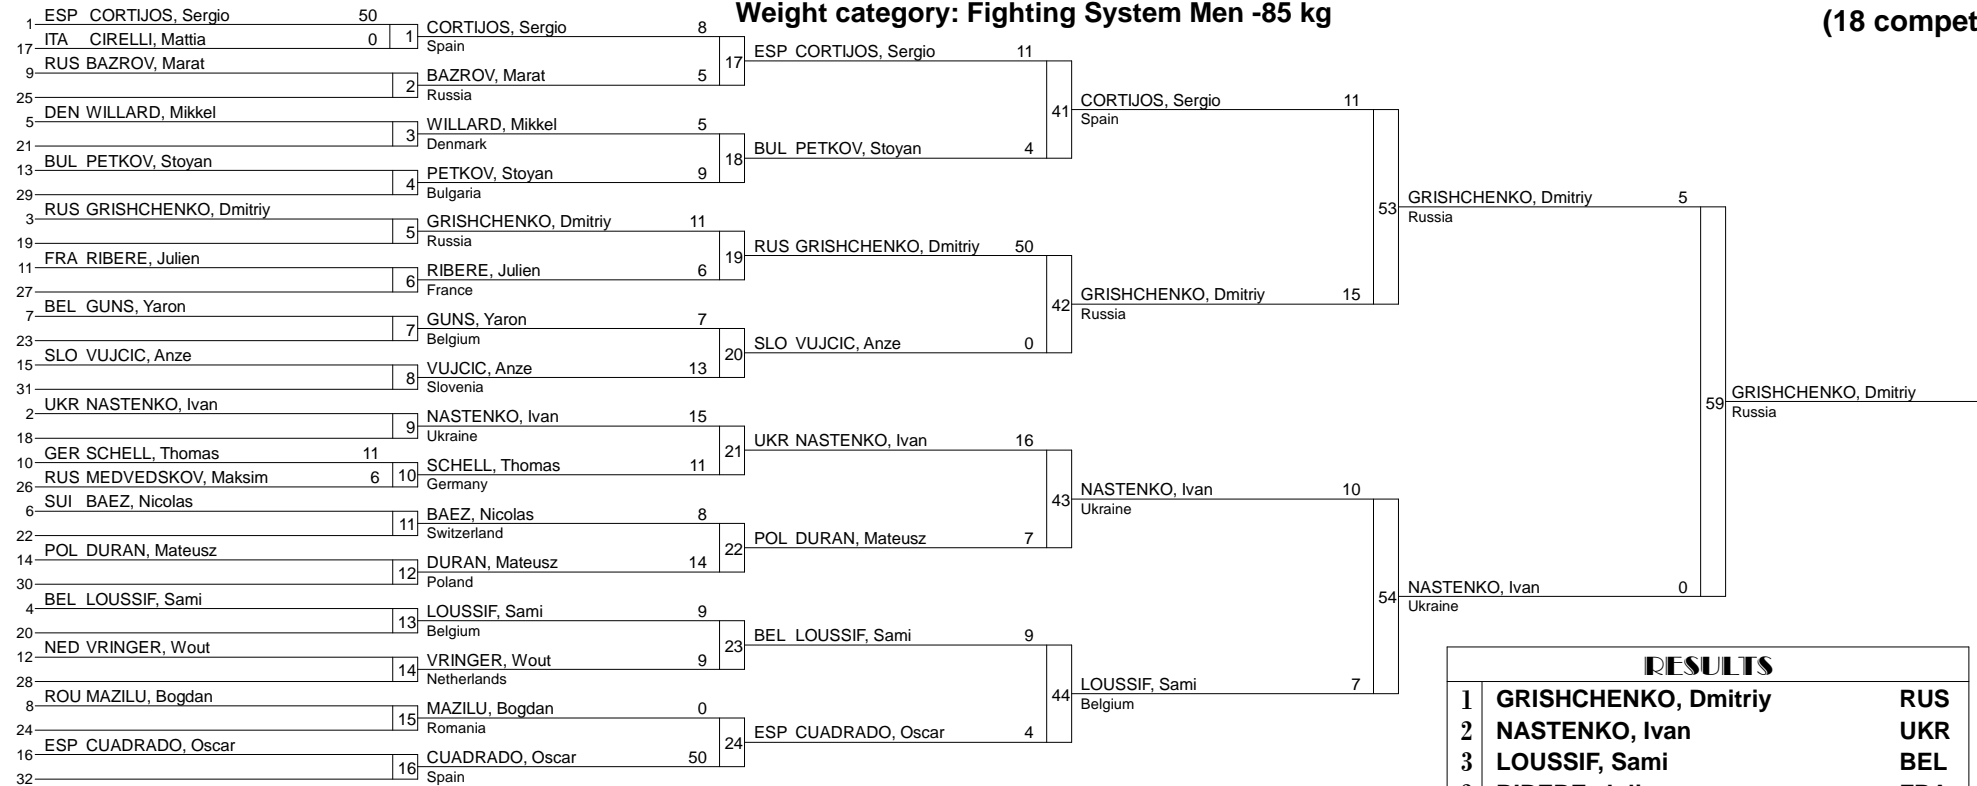 Weight category: Fighting System Men -85 kg
(18 compet
1 ESP CORTIJOS, Sergio 50
17 ITA CIRELLI, Mattia 0
1
9 RUS BAZROV, Marat
25
2
5 DEN WILLARD, Mikkel
21
3
13 BUL PETKOV, Stoyan
29
4
3 RUS GRISHCHENKO, Dmitriy
19
5
11 FRA RIBERE, Julien
27
6
7 BEL GUNS, Yaron
23
7
15 SLO VUJCIC, Anze
31
8
2 UKR NASTENKO, Ivan
18
9
10 GER SCHELL, Thomas 11
26 RUS MEDVEDSKOV, Maksim 6
10
6 SUI BAEZ, Nicolas
22
11
14 POL DURAN, Mateusz
30
12
4 BEL LOUSSIF, Sami
20
13
12 NED VRINGER, Wout
28
14
8 ROU MAZILU, Bogdan
24
15
16 ESP CUADRADO, Oscar
32
16
CORTIJOS, Sergio 8
Spain
17
BAZROV, Marat 5
Russia
WILLARD, Mikkel 5
Denmark
18
PETKOV, Stoyan 9
Bulgaria
GRISHCHENKO, Dmitriy 11
Russia
19
RIBERE, Julien 6
France
GUNS, Yaron 7
Belgium
20
VUJCIC, Anze 13
Slovenia
NASTENKO, Ivan 15
Ukraine
21
SCHELL, Thomas 11
Germany
BAEZ, Nicolas 8
Switzerland
22
DURAN, Mateusz 14
Poland
LOUSSIF, Sami 9
Belgium
23
VRINGER, Wout 9
Netherlands
MAZILU, Bogdan 0
Romania
24
CUADRADO, Oscar 50
Spain
ESP CORTIJOS, Sergio 11
41
BUL PETKOV, Stoyan 4
RUS GRISHCHENKO, Dmitriy 50
42
SLO VUJCIC, Anze 0
UKR NASTENKO, Ivan 16
43
POL DURAN, Mateusz 7
BEL LOUSSIF, Sami 9
44
ESP CUADRADO, Oscar 4
CORTIJOS, Sergio 11
Spain
53
GRISHCHENKO, Dmitriy 15
Russia
NASTENKO, Ivan 10
Ukraine
54
LOUSSIF, Sami 7
Belgium
GRISHCHENKO, Dmitriy 5
Russia
59
NASTENKO, Ivan 0
Ukraine
GRISHCHENKO, Dmitriy
Russia
RESULTS
1 GRISHCHENKO, Dmitriy RUS
2 NASTENKO, Ivan UKR
3 LOUSSIF, Sami BEL